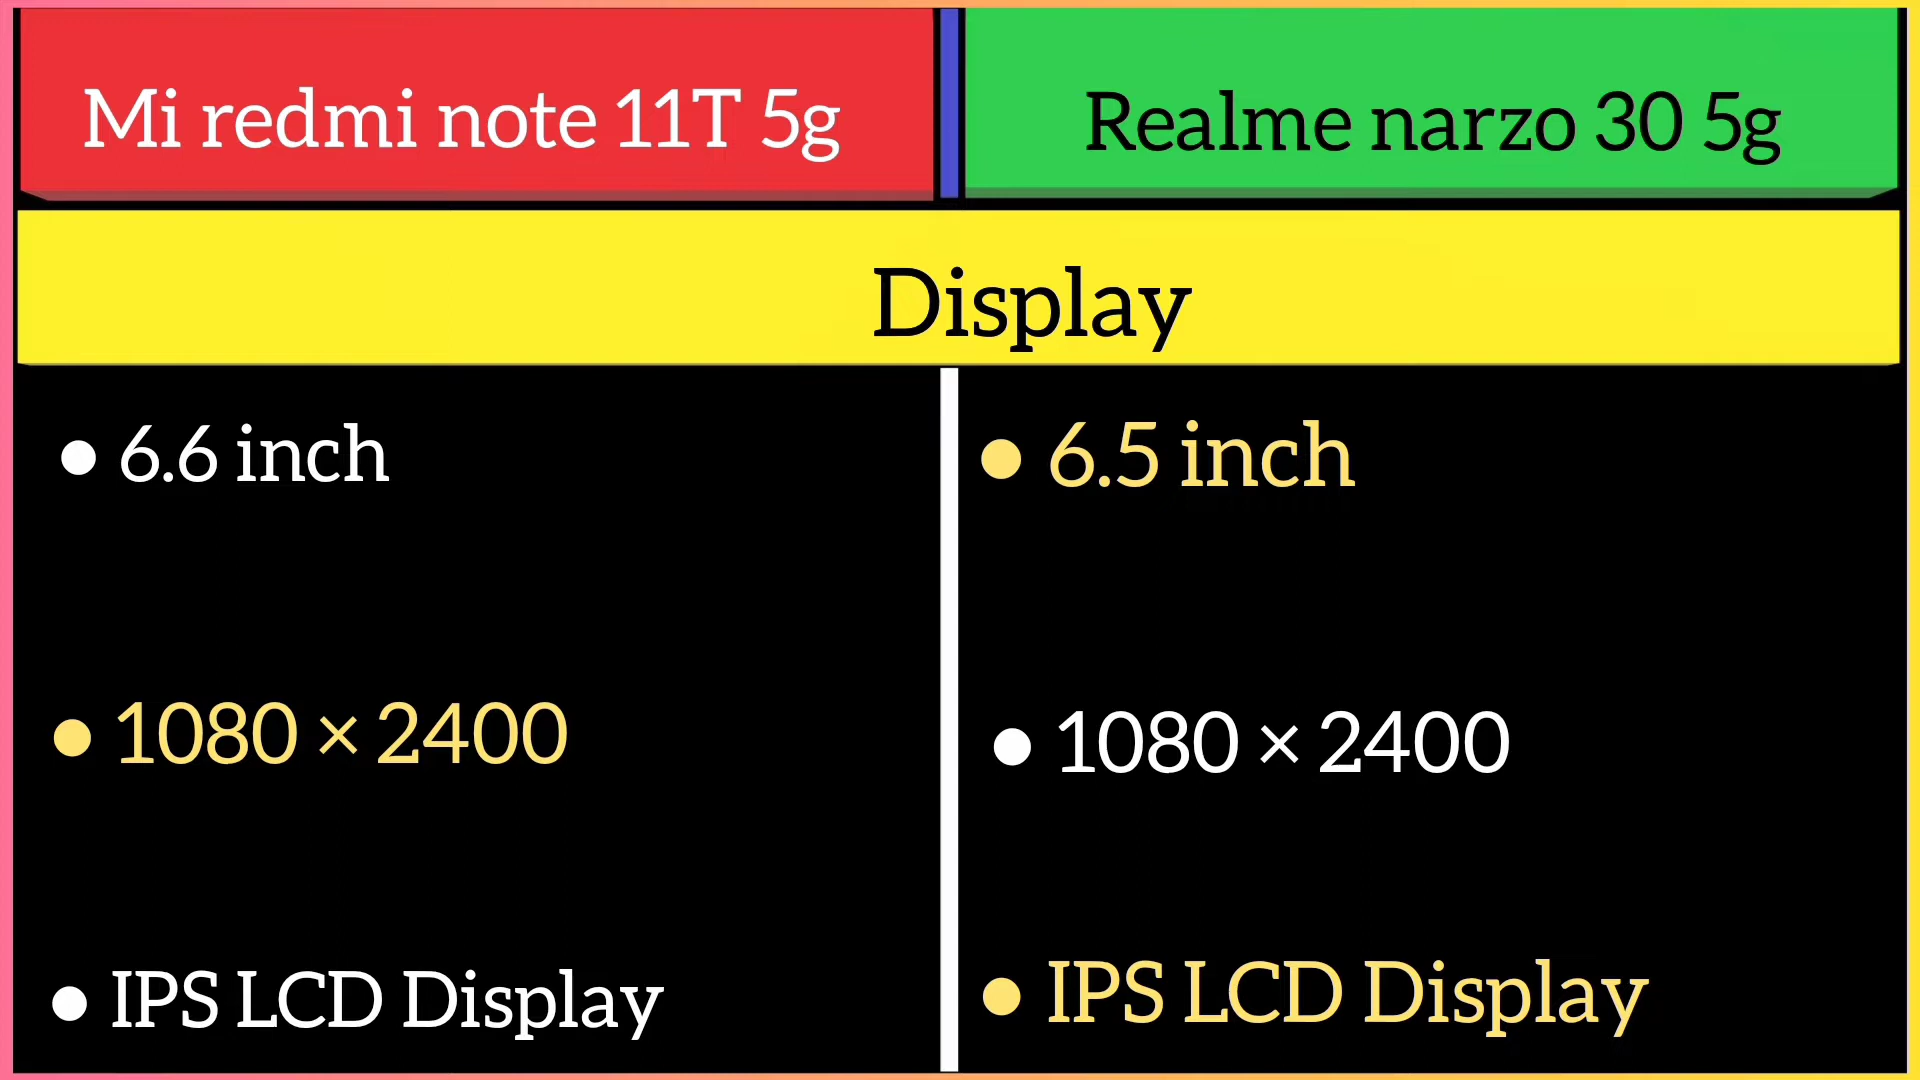 Mi redmi note 11T 5g
Realme narzo 30 5g
Display
● 6.6 inch
● 6.5 inch
● 1080 × 2400
● 1080 × 2400
● IPS LCD Display
● IPS LCD Display